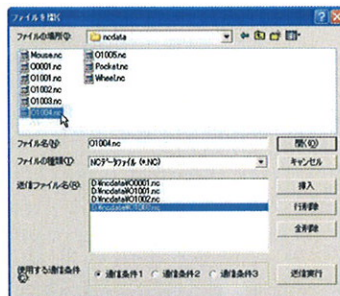 ファイルを開く
ファイルの場所(I): ncdata
Mouse.nc
O0001.nc
O1001.nc
O1002.nc
O1003.nc
O1004.nc
O1005.nc
Pocket.nc
Wheel.nc
ファイル名(N): O1004.nc 開く(O)
ファイルの種類(T): NCデータファイル (*.NC) キャンセル
送信ファイル名(R):
D:¥ncdata¥O0001.nc
D:¥ncdata¥O1001.nc
D:¥ncdata¥O1002.nc
挿入
行削除
全削除
使用する通信条件
通信条件1 通信条件2 通信条件3 送信実行